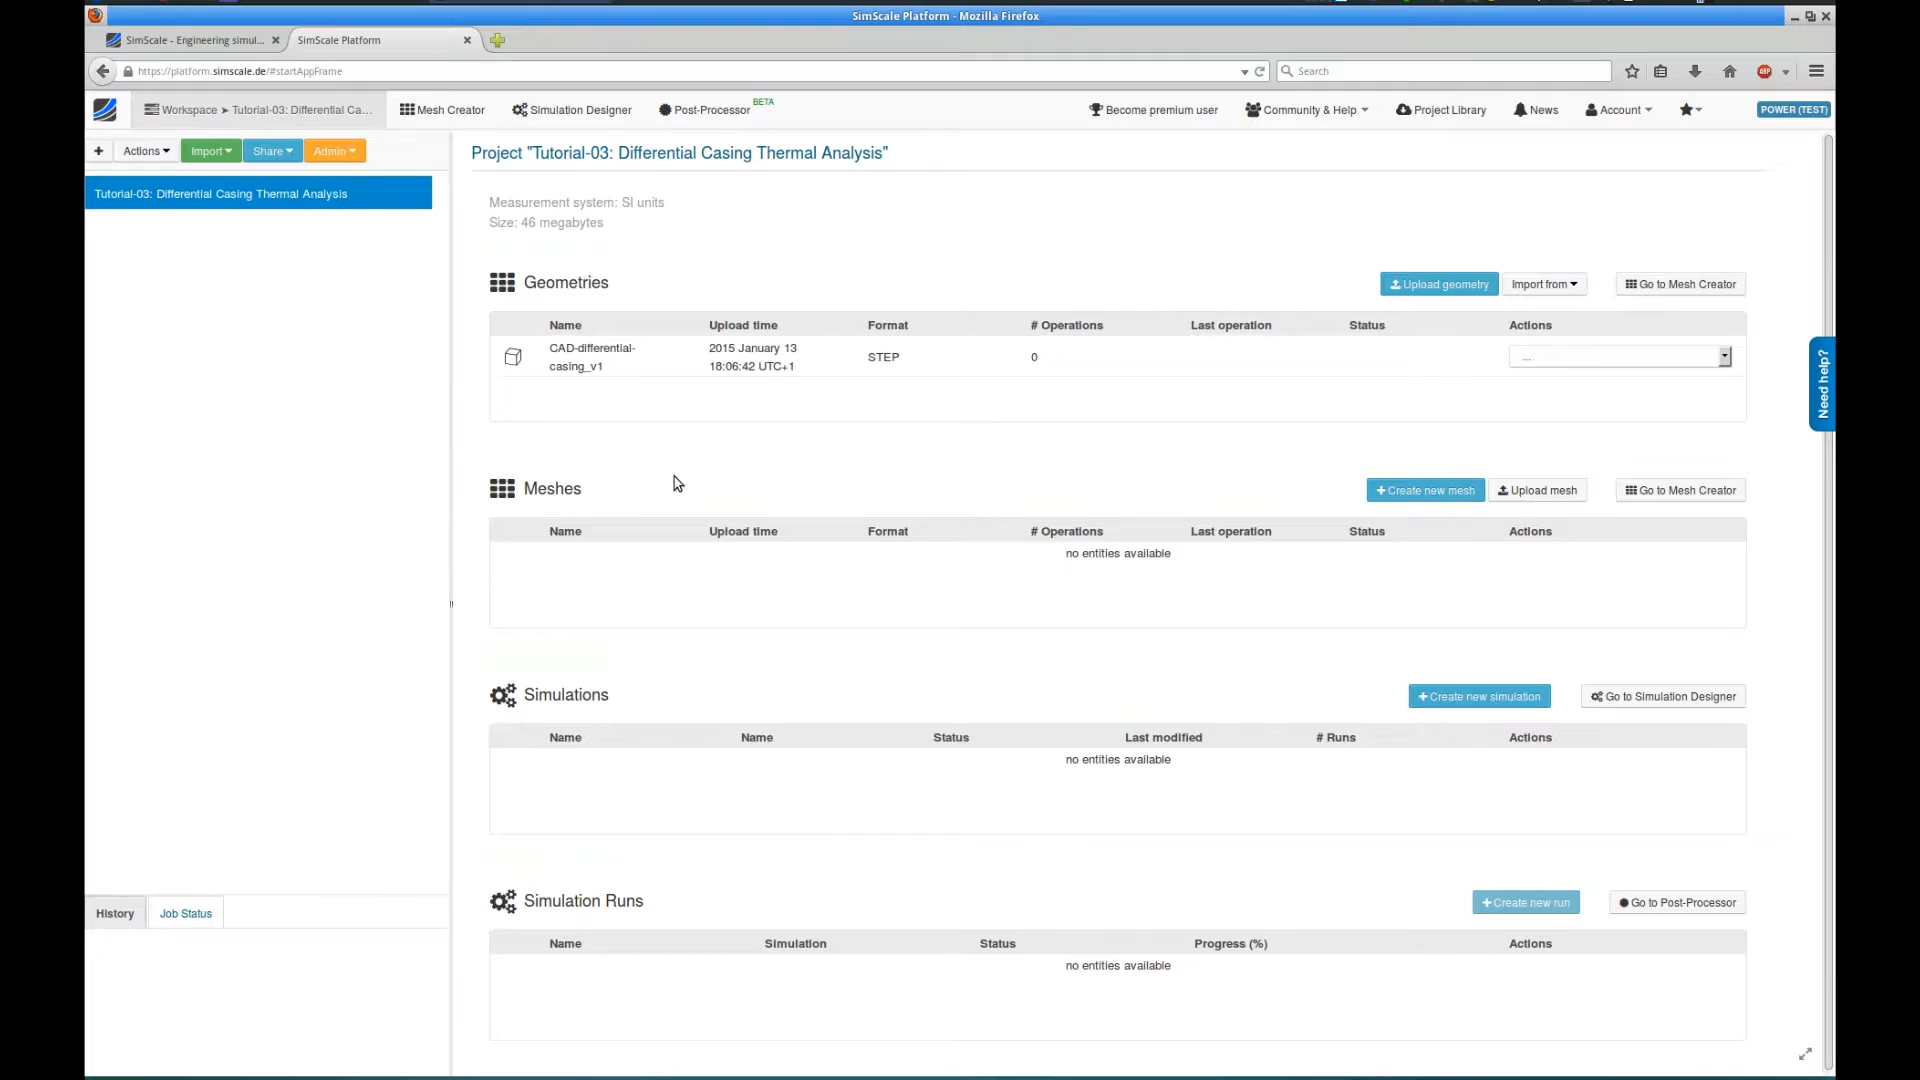 SimScale Platform - Mozilla Firefox
SimScale - Engineering simul...
SimScale Platform
https://platform.simscale.de/#startAppFrame
Search
ABP
Workspace ➤ Tutorial-03: Differential Ca...
Mesh Creator
Simulation Designer
Post-Processor BETA
Become premium user
Community & Help
Project Library
News
Account
POWER (TEST)
+ Actions Import Share Admin
Tutorial-03: Differential Casing Thermal Analysis
Project "Tutorial-03: Differential Casing Thermal Analysis"
Measurement system: SI units
Size: 46 megabytes
Geometries
Upload geometry Import from Go to Mesh Creator
Name Upload time Format # Operations Last operation Status Actions
CAD-differential-
casing_v1
2015 January 13
18:06:42 UTC+1
STEP 0 ...
Need help?
Meshes
+ Create new mesh Upload mesh Go to Mesh Creator
Name Upload time Format # Operations Last operation Status Actions
no entities available
Simulations
+ Create new simulation Go to Simulation Designer
Name Name Status Last modified # Runs Actions
no entities available
Simulation Runs
+ Create new run Go to Post-Processor
Name Simulation Status Progress (%) Actions
no entities available
History Job Status